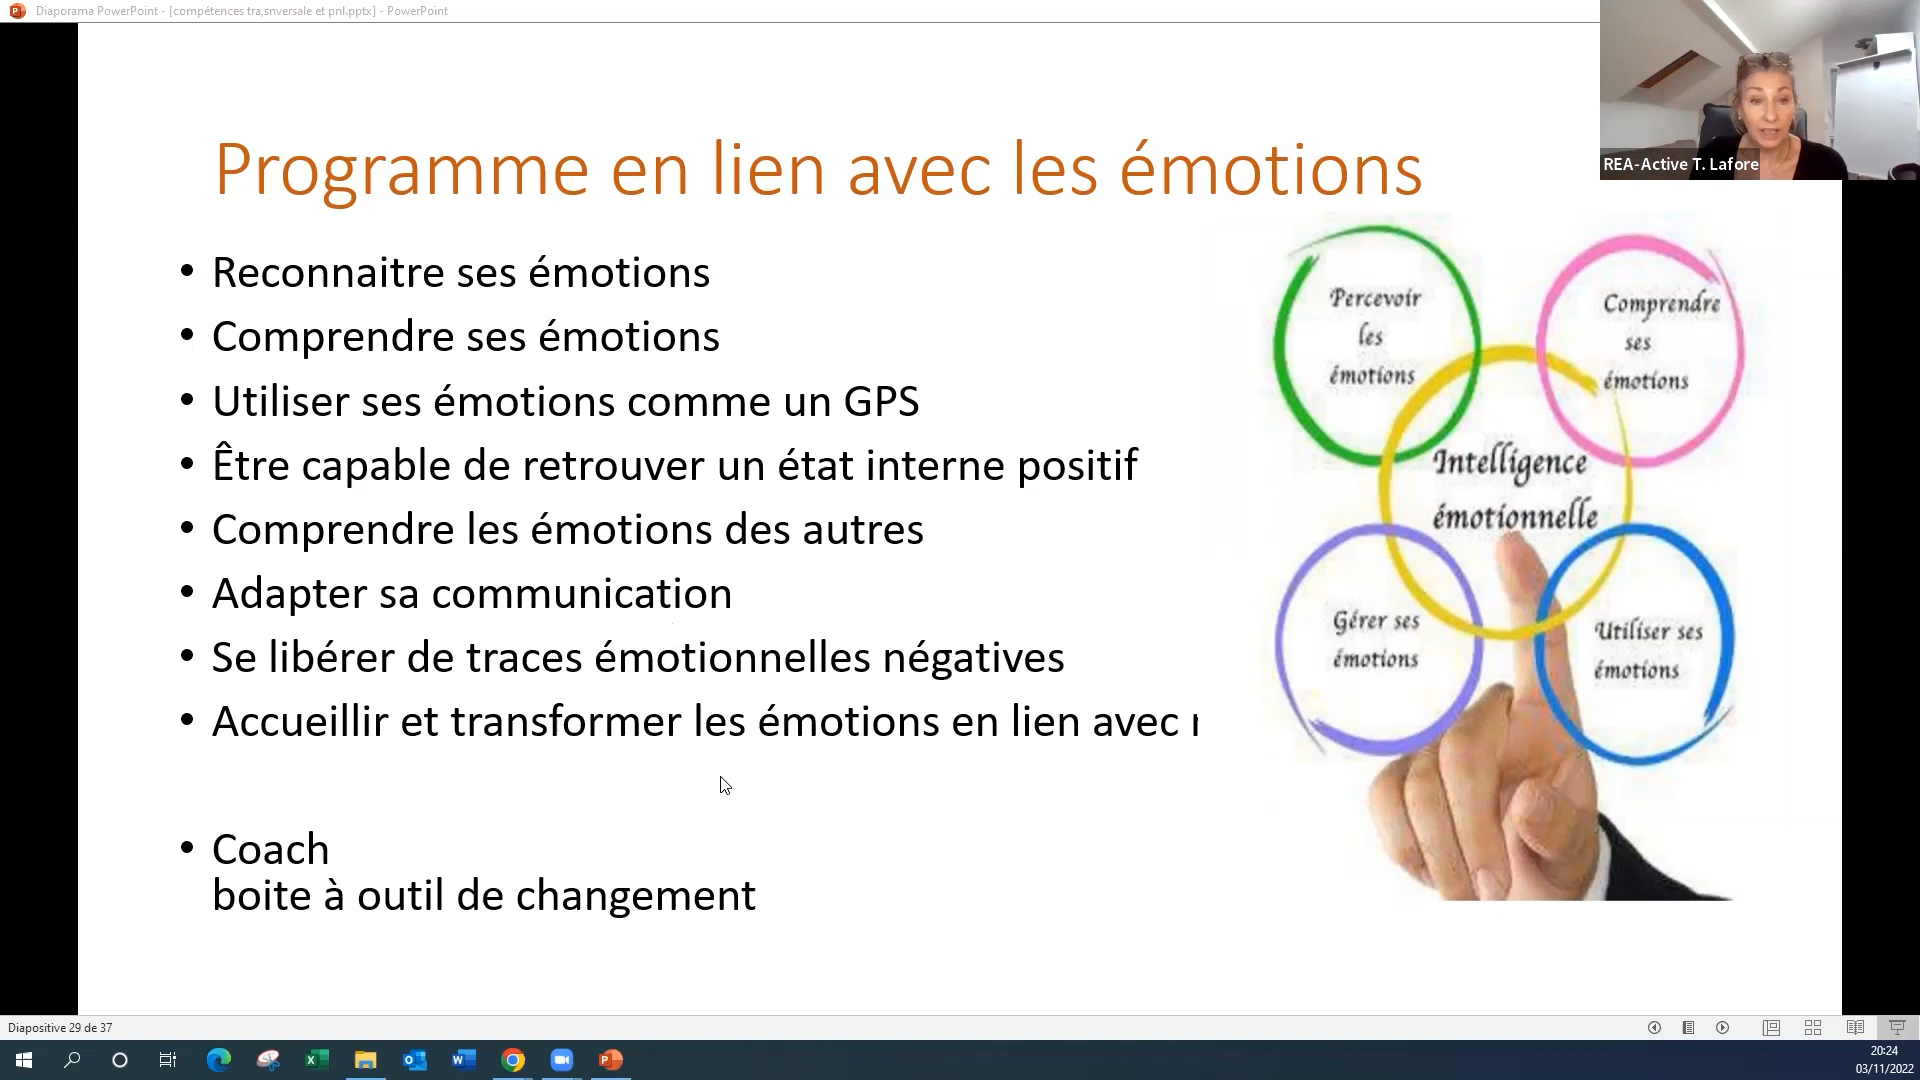 Diaporama PowerPoint - [compétences tra,snversale et pnl.pptx] - PowerPoint
REA-Active T. Lafore
Programme en lien avec les émotions
• Reconnaitre ses émotions
• Comprendre ses émotions
• Utiliser ses émotions comme un GPS
• Être capable de retrouver un état interne positif
• Comprendre les émotions des autres
• Adapter sa communication
• Se libérer de traces émotionnelles négatives
• Accueillir et transformer les émotions en lien avec
• Coach
boite à outil de changement
Percevoir
les
émotions
Comprendre
ses
émotions
Intelligence
émotionnelle
Gérer ses
émotions
Utiliser ses
émotions
Diapositive 29 de 37
20:24
03/11/2022